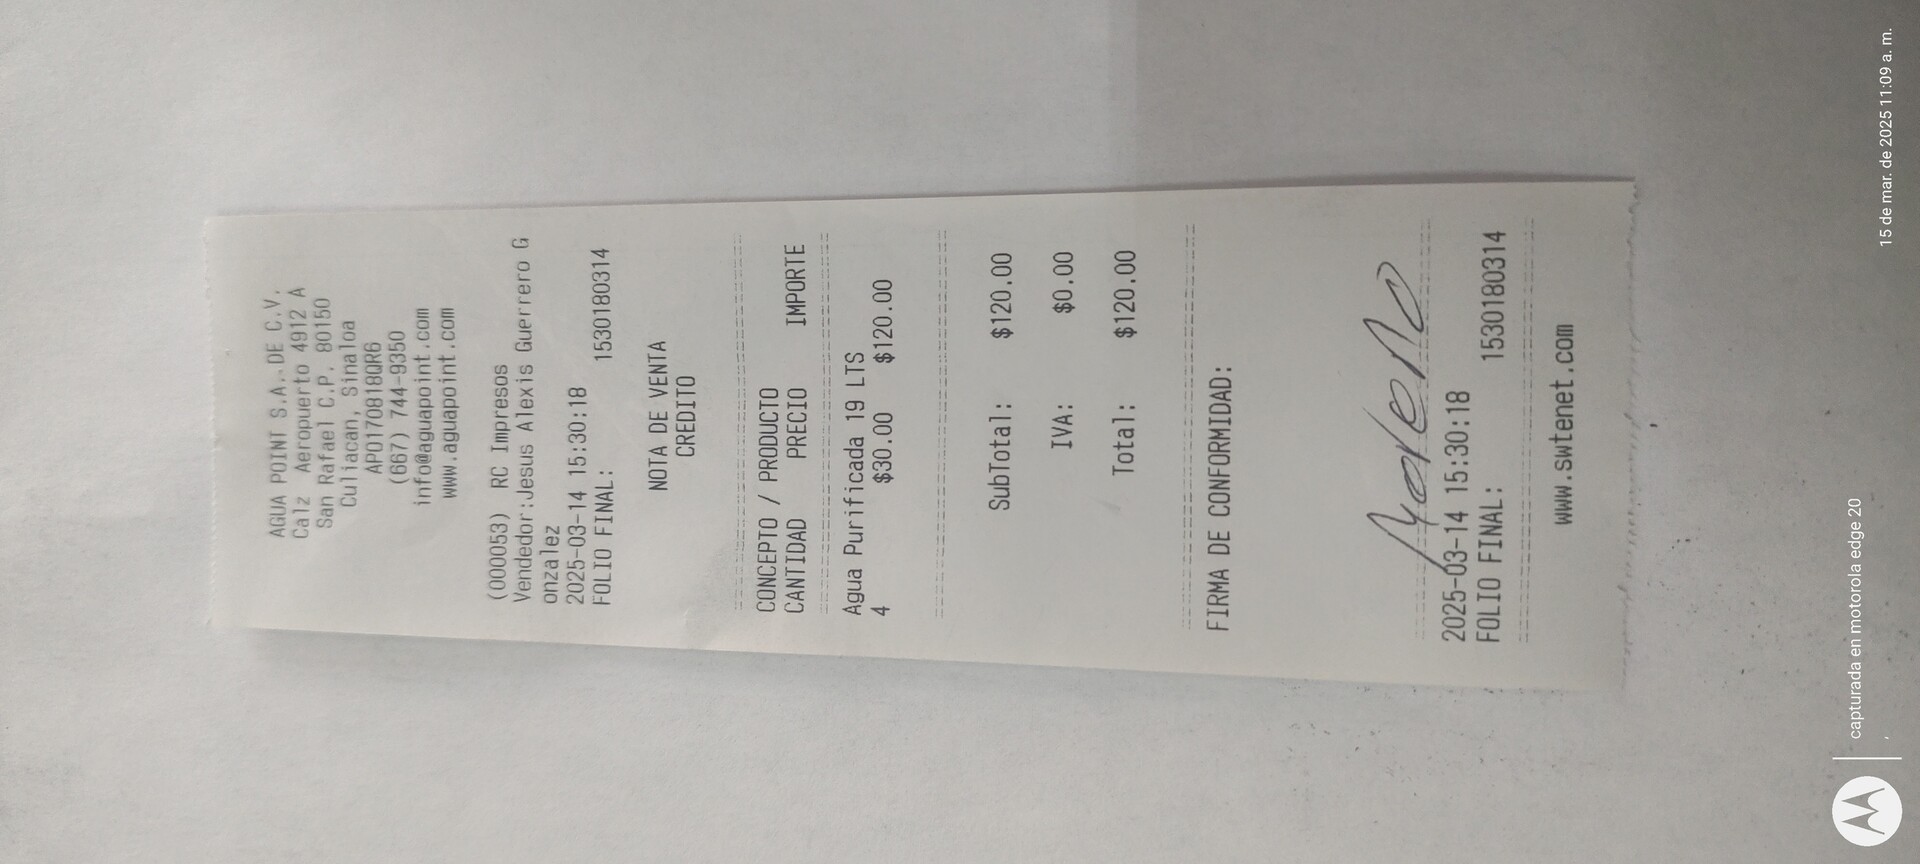 AGUA POINT S.A. DE C.V.
Calz Aeropuerto 4912 A
San Rafael C.P. 80150
Culiacan, Sinaloa
APO170818QR6
(667) 744-9350
info@aguapoint.com
www.aguapoint.com
(000053) RC Impresos
Vendedor:Jesus Alexis Guerrero G
onzalez
2025-03-14 15:30:18
FOLIO FINAL: 1530180314
NOTA DE VENTA
CREDITO
CONCEPTO / PRODUCTO
CANTIDAD PRECIO IMPORTE
Agua Purificada 19 LTS
4 $30.00 $120.00
SubTotal: $120.00
IVA: $0.00
Total: $120.00
FIRMA DE CONFORMIDAD:
2025-03-14 15:30:18
FOLIO FINAL: 1530180314
www.swtenet.com
capturada en motorola edge 20
15 de mar. de 2025 11:09 a. m.